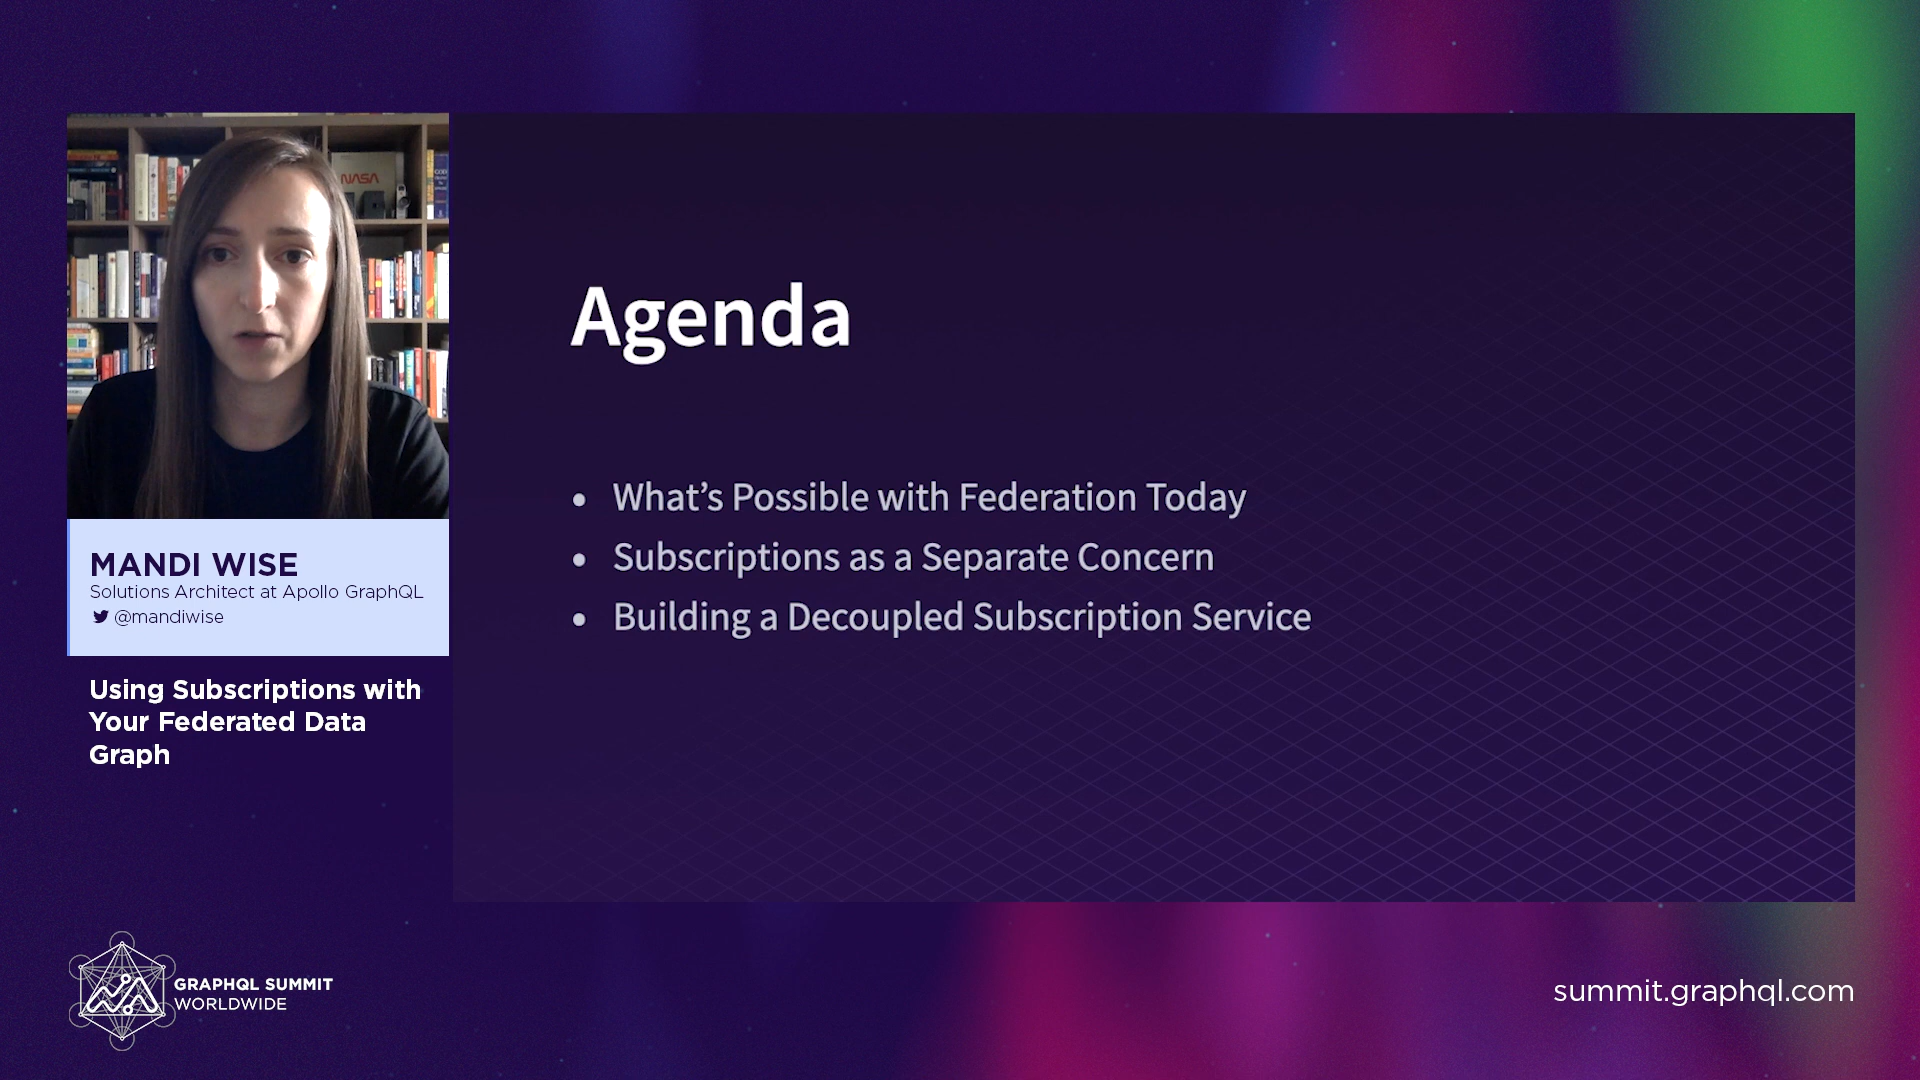 NASA
MANDI WISE
Solutions Architect at Apollo GraphQL
@mandiwise
Using Subscriptions with
Your Federated Data
Graph
Agenda
• What’s Possible with Federation Today
• Subscriptions as a Separate Concern
• Building a Decoupled Subscription Service
GRAPHQL SUMMIT
WORLDWIDE
summit.graphql.com